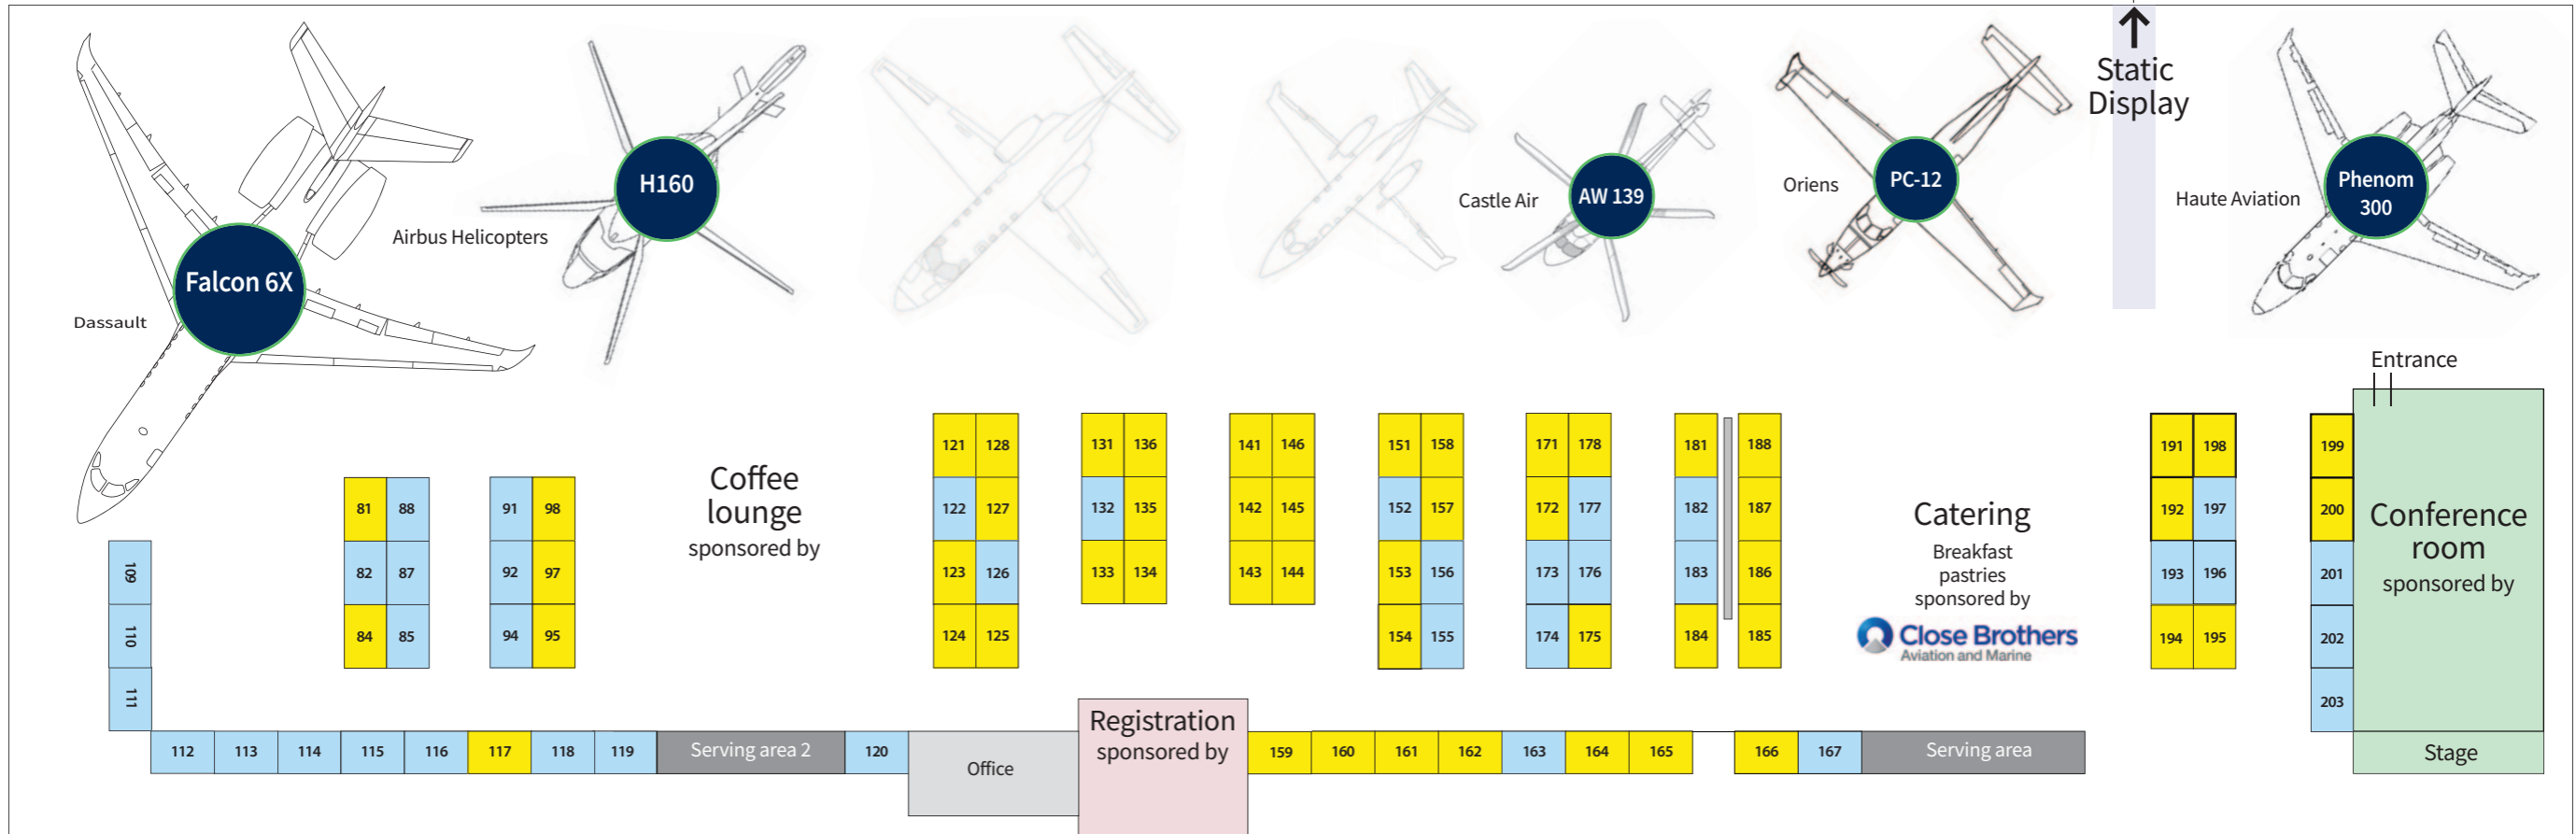 Static
Display
H160
Phenom
300
PC-12
Oriens
AW 139
Castle Air
Haute Aviation
Airbus Helicopters
Falcon 6X
Dassault
Entrance
121 128
131 136
141 146
151 158
171 178
181
188
191 198
199
81 88
91 98
Coffee
lounge
sponsored by
122 127
132 135
142 145
152 157
172 177
182
187
192 197
200
109
82 87
92 97
123 126
133 134
143 144
153 156
173 176
183
186
193 196
201
110
84 85
94 95
124 125
154 155
174 175
184
185
194 195
202
111
203
Catering
Breakfast
pastries
sponsored by
Close Brothers
Aviation and Marine
Conference
room
sponsored by
Stage
112 113 114 115 116 117 118 119
Serving area 2
120
Office
Registration
sponsored by
159 160 161 162 163 164 165
166 167
Serving area